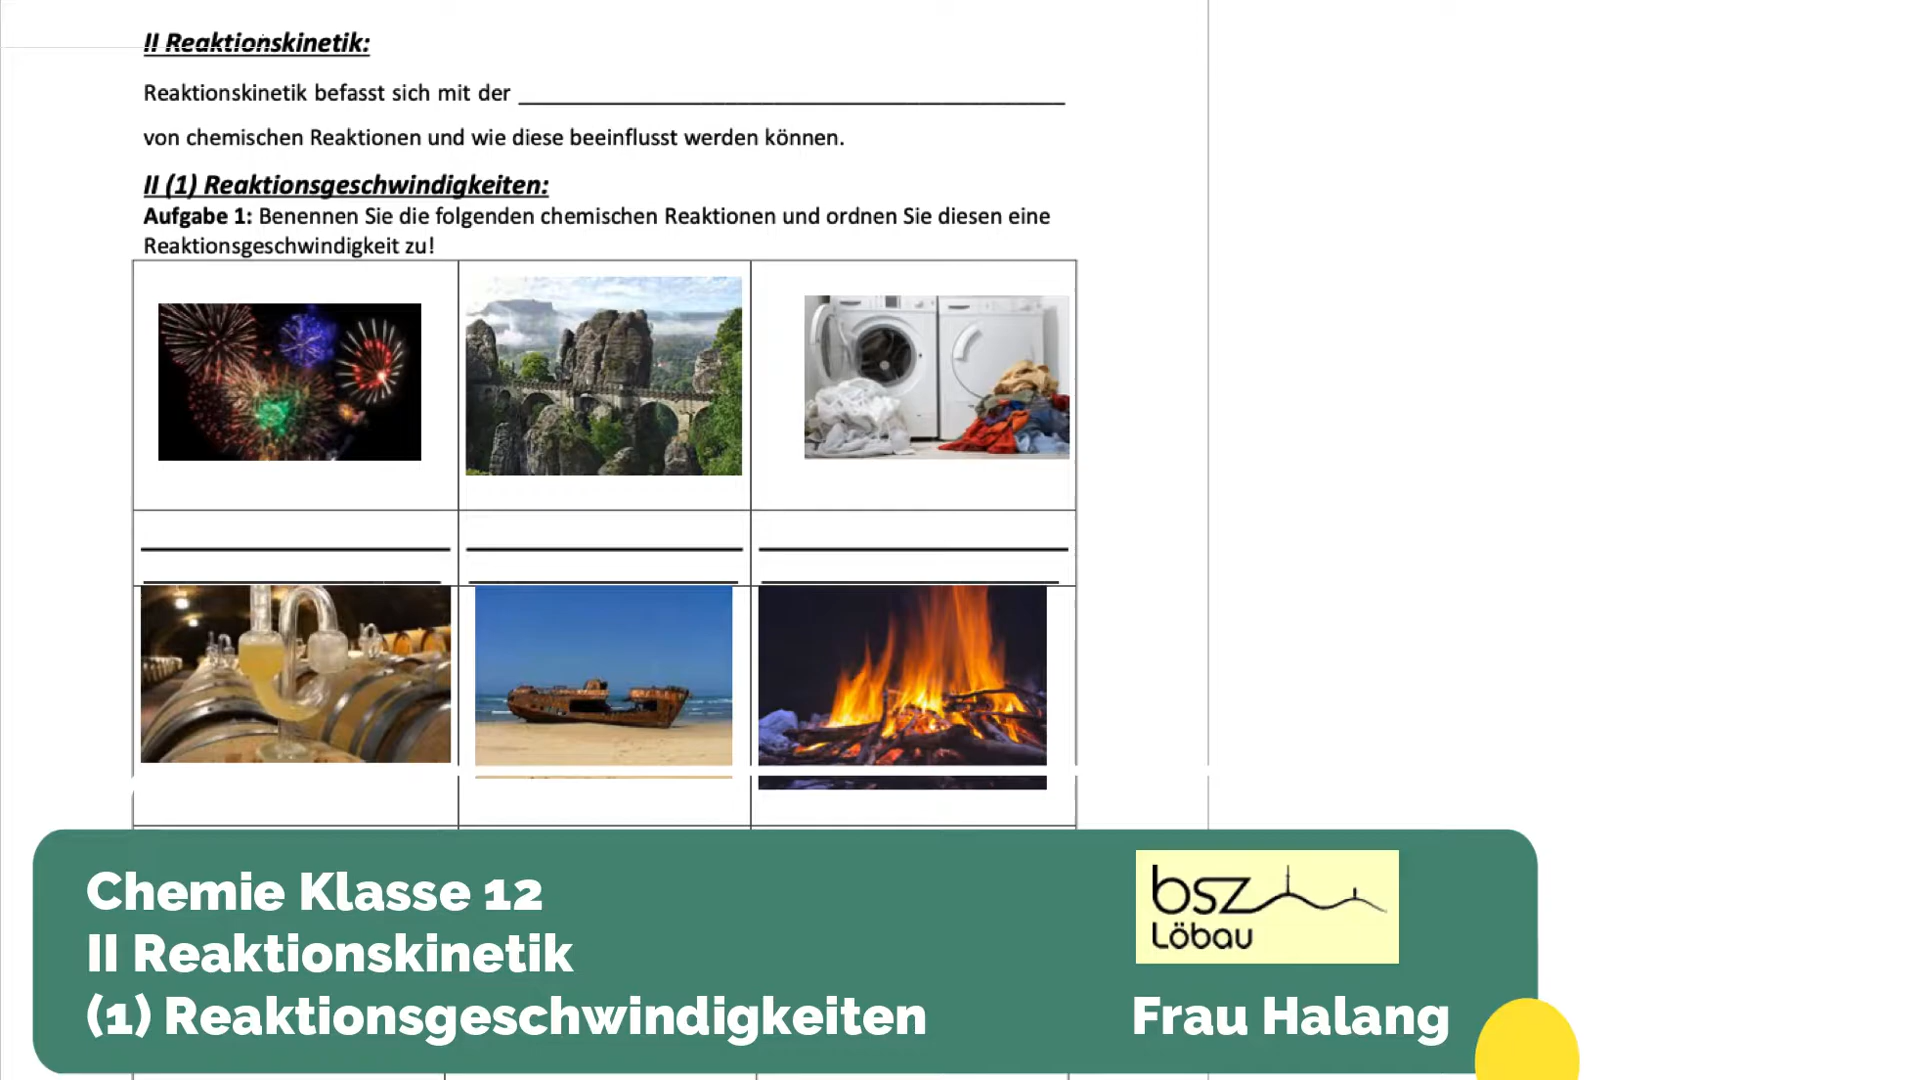 II Reaktionskinetik:
Reaktionskinetik befasst sich mit der ______________________________
von chemischen Reaktionen und wie diese beeinflusst werden können.
II (1) Reaktionsgeschwindigkeiten:
Aufgabe 1: Benennen Sie die folgenden chemischen Reaktionen und ordnen Sie diesen eine
Reaktionsgeschwindigkeit zu!
Chemie Klasse 12
II Reaktionskinetik
(1) Reaktionsgeschwindigkeiten
bsz
Löbau
Frau Halang